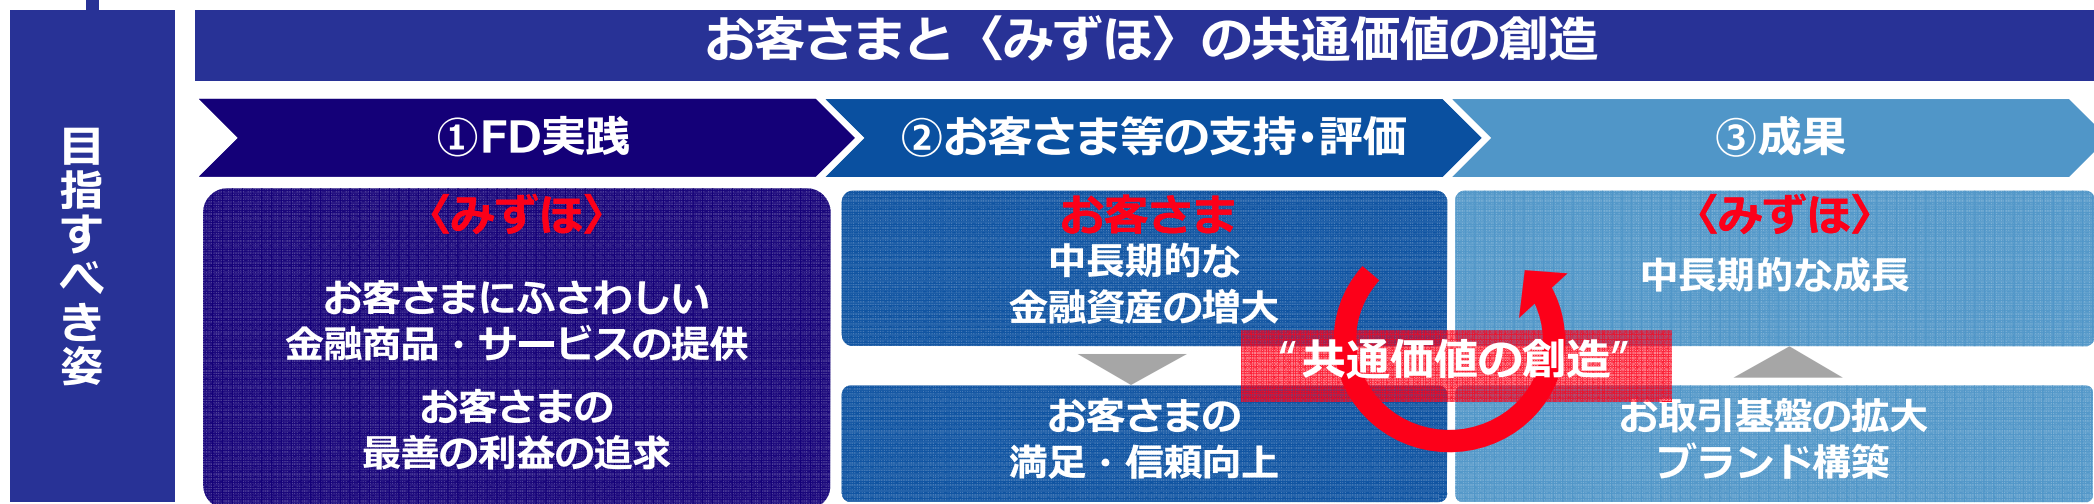 お客さまと〈みずほ〉の共通価値の創造
目指すべき姿
①FD実践
〈みずほ〉
お客さまにふさわしい
金融商品・サービスの提供
お客さまの
最善の利益の追求
②お客さま等の支持・評価
お客さま
中長期的な
金融資産の増大
お客さまの
満足・信頼向上
“共通価値の創造”
③成果
〈みずほ〉
中長期的な成長
お取引基盤の拡大
ブランド構築